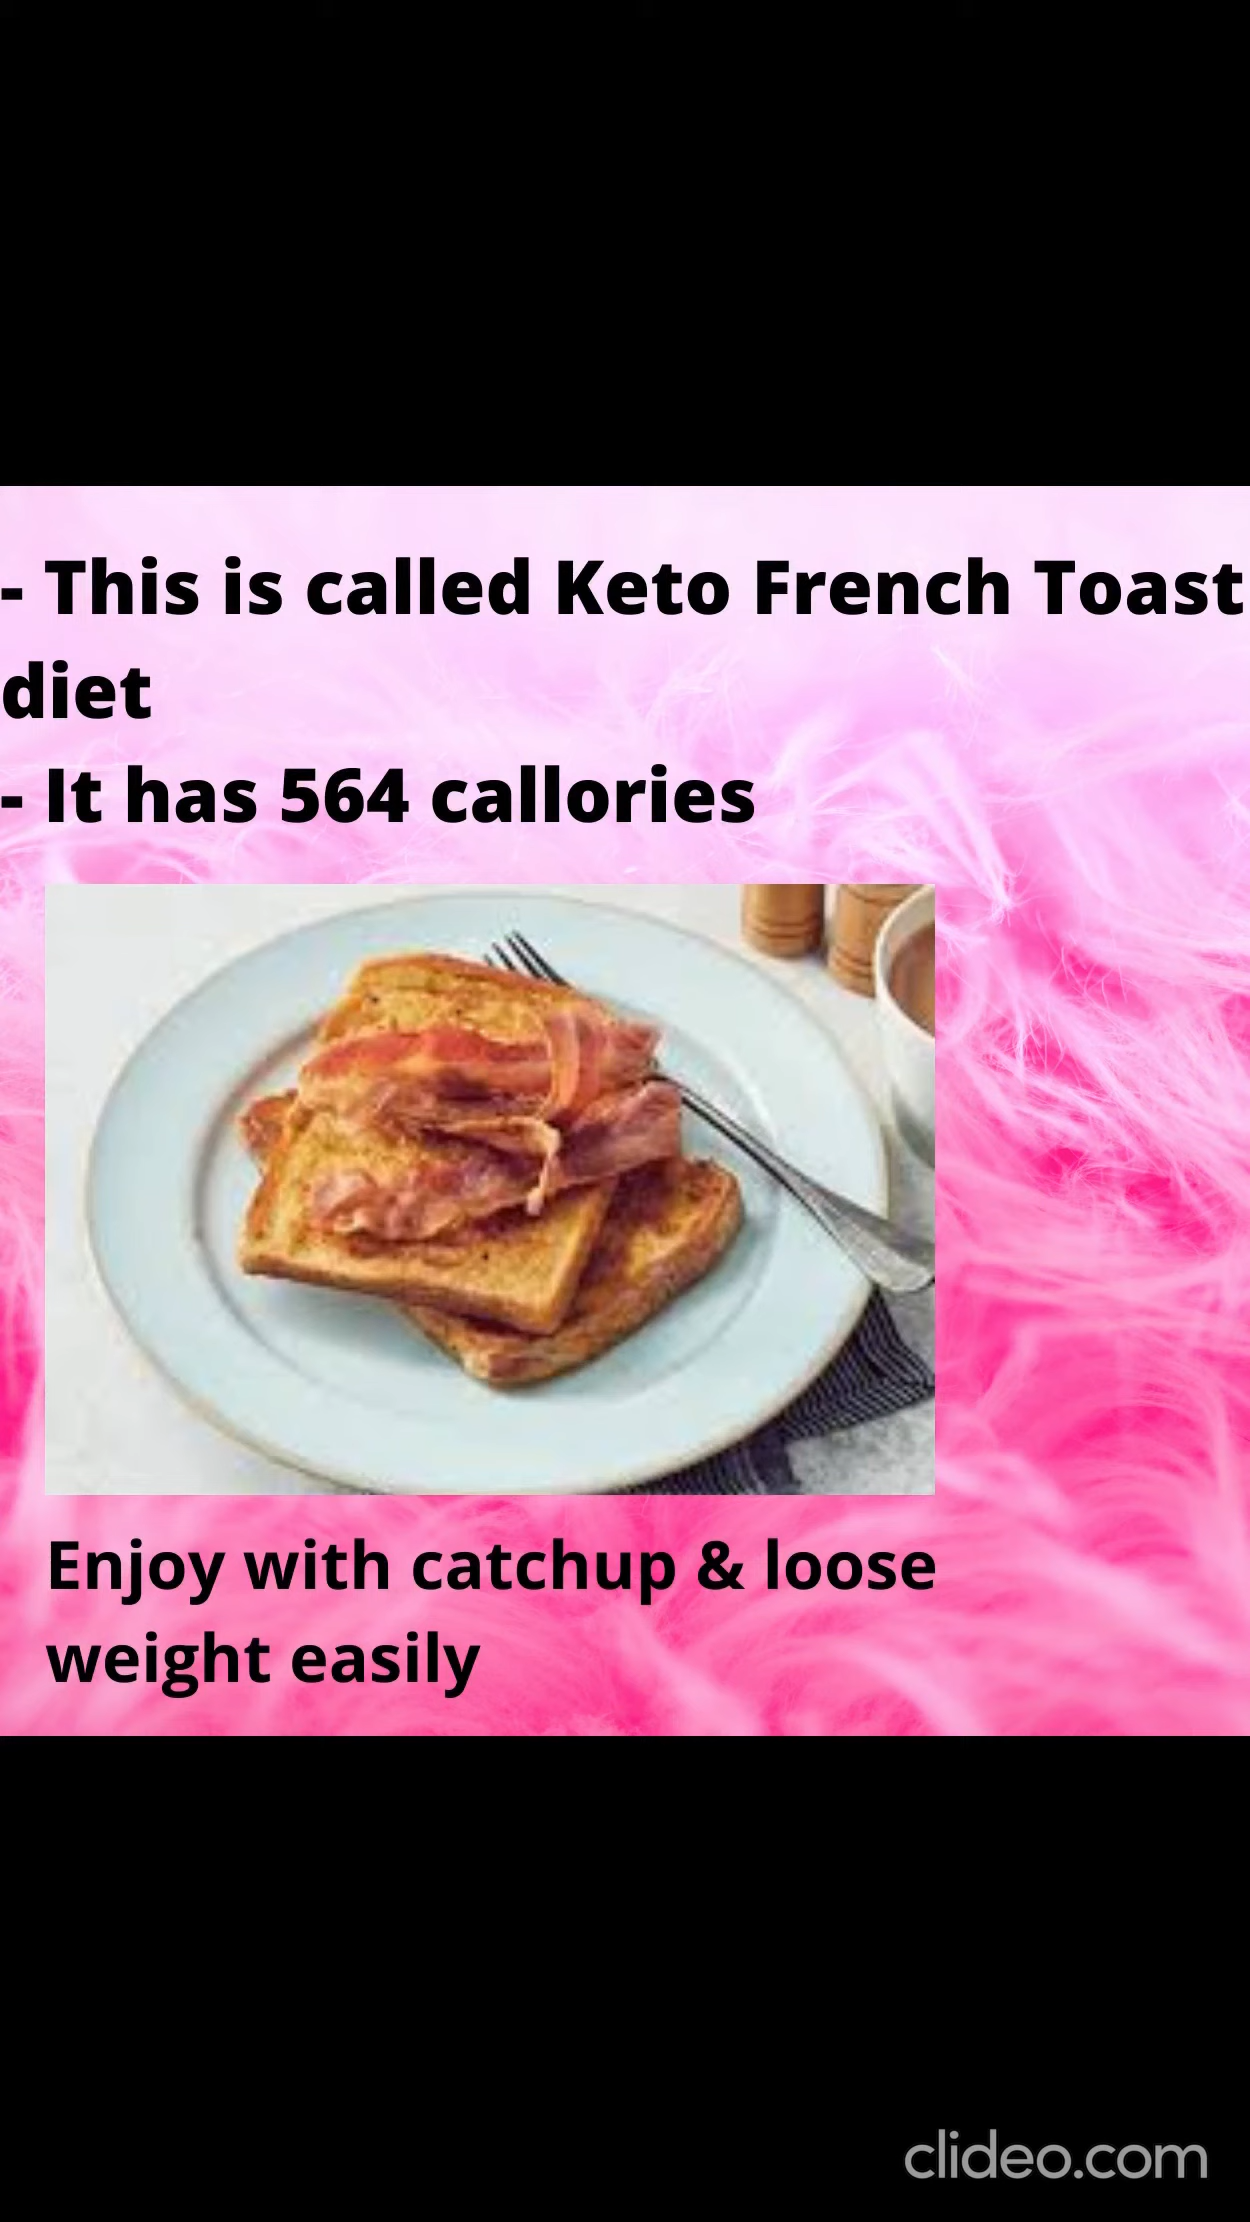 - This is called Keto French Toast
diet
- It has 564 callories
Enjoy with catchup & loose
weight easily
clideo.com